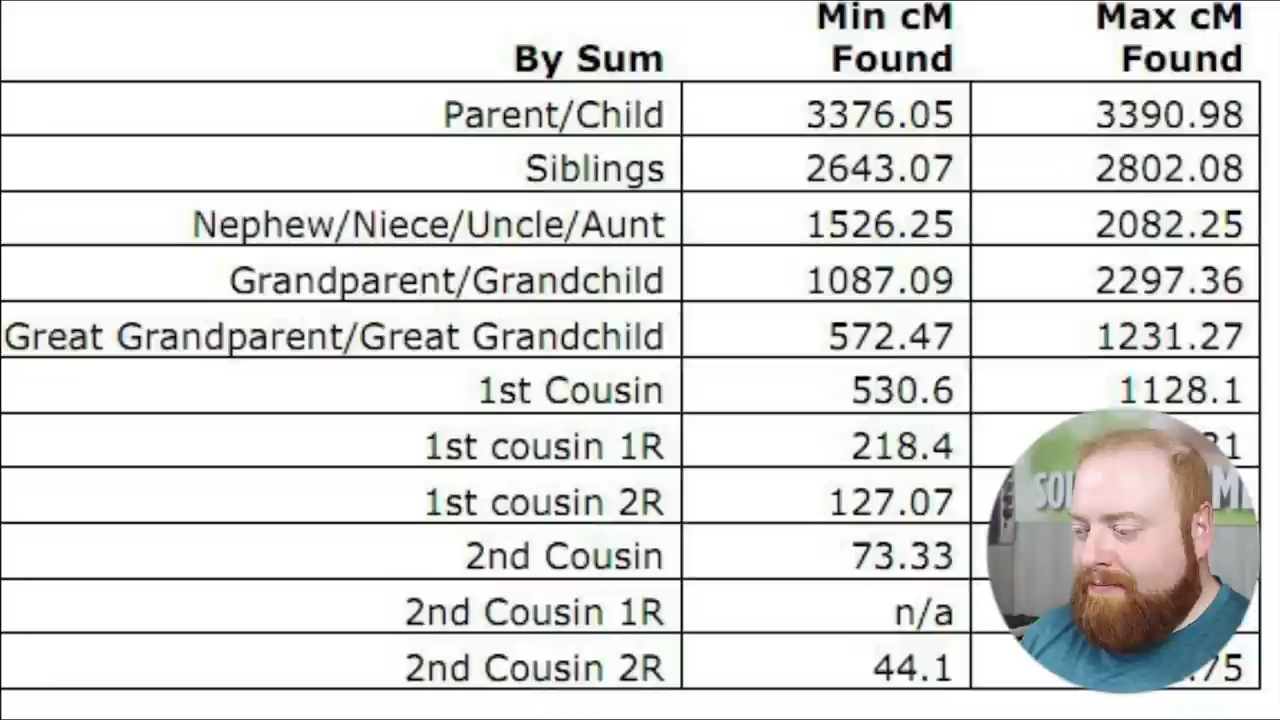 By Sum Min cM Found Max cM Found
Parent/Child 3376.05 3390.98
Siblings 2643.07 2802.08
Nephew/Niece/Uncle/Aunt 1526.25 2082.25
Grandparent/Grandchild 1087.09 2297.36
Great Grandparent/Great Grandchild 572.47 1231.27
1st Cousin 530.6 1128.1
1st cousin 1R 218.4
1st cousin 2R 127.07
2nd Cousin 73.33
2nd Cousin 1R n/a
2nd Cousin 2R 44.1